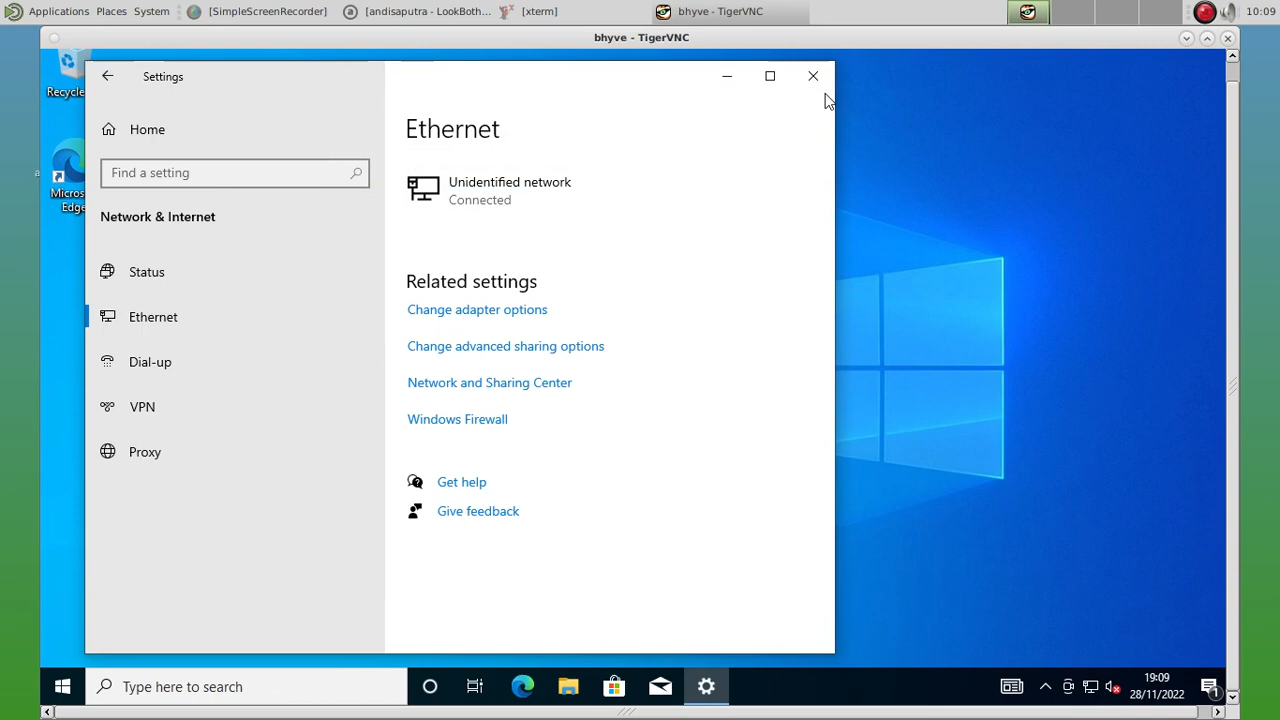 Applications Places System [SimpleScreenRecorder] [andisaputra - LookBoth... [xterm] bhyve - TigerVNC 10:09
bhyve - TigerVNC
Recycle
Micros
Edge
Settings
Home
Find a setting
Network & Internet
Status
Ethernet
Dial-up
VPN
Proxy
Ethernet
Unidentified network
Connected
Related settings
Change adapter options
Change advanced sharing options
Network and Sharing Center
Windows Firewall
Get help
Give feedback
Type here to search
19:09
28/11/2022
1